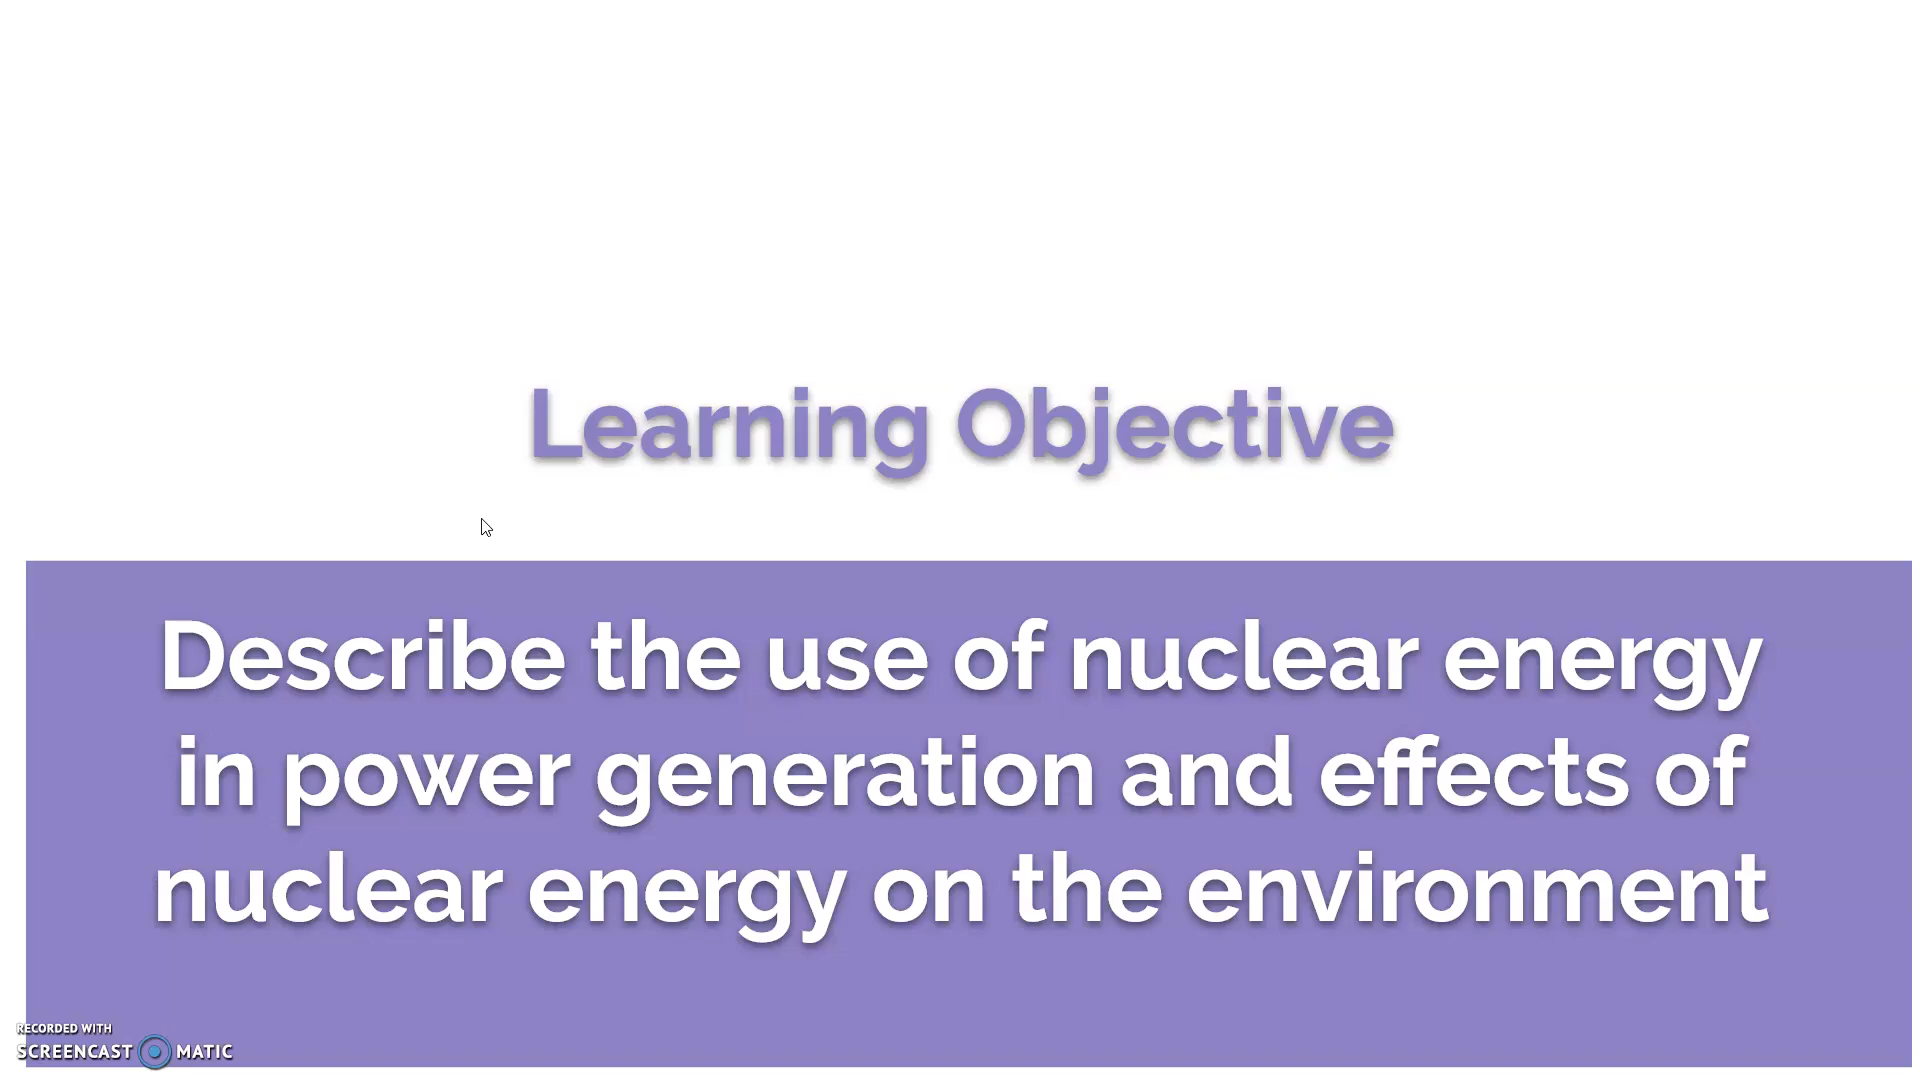 Learning Objective
Describe the use of nuclear energy
in power generation and effects of
nuclear energy on the environment
RECORDED WITH
SCREENCAST MATIC